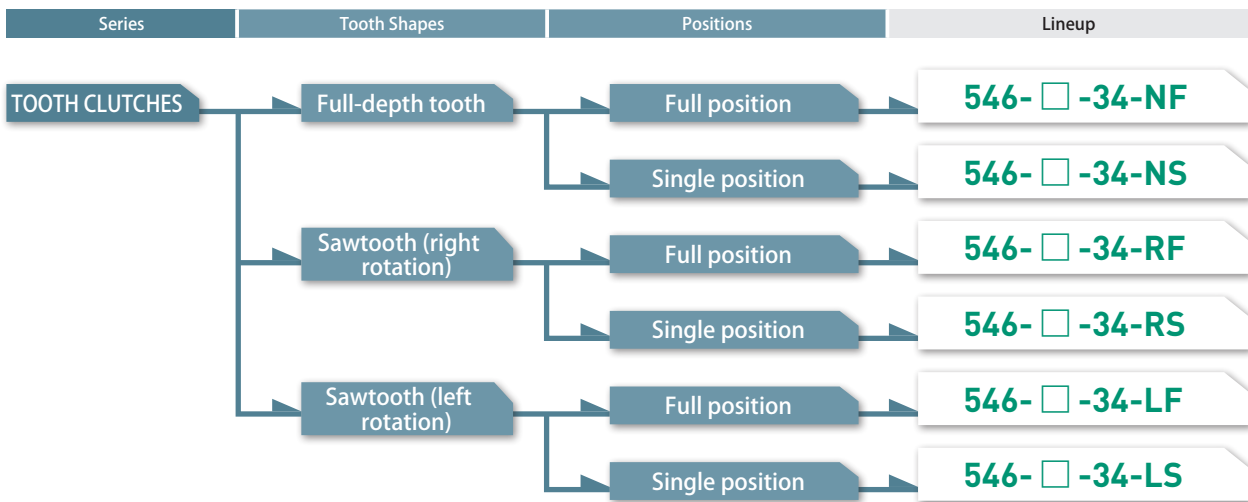 Series
Tooth Shapes
Positions
Lineup
TOOTH CLUTCHES
Full-depth tooth
Full position
546- □ -34-NF
Single position
546- □ -34-NS
Sawtooth (right
rotation)
Full position
546- □ -34-RF
Single position
546- □ -34-RS
Sawtooth (left
rotation)
Full position
546- □ -34-LF
Single position
546- □ -34-LS